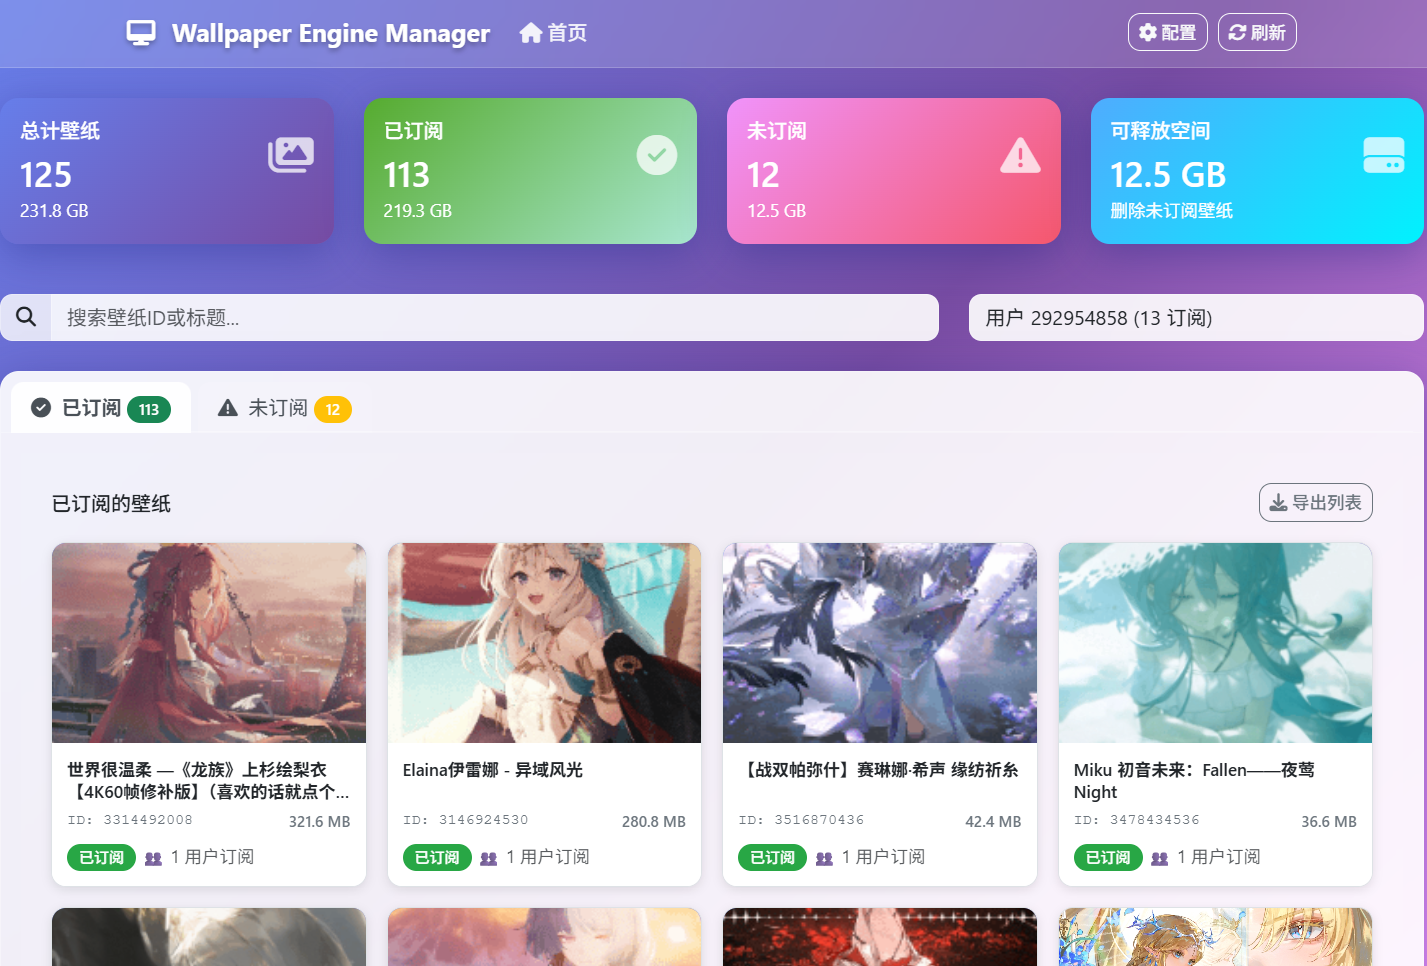 Wallpaper Engine Manager 首页 配置 刷新
总计壁纸
125
231.8 GB
已订阅
113
219.3 GB
未订阅
12
12.5 GB
可释放空间
12.5 GB
删除未订阅壁纸
搜索壁纸ID或标题...
用户 292954858 (13 订阅)
已订阅 113 未订阅 12
已订阅的壁纸
导出列表
世界很温柔 —《龙族》上杉绘梨衣
【4K60帧修补版】（喜欢的话就点个...
ID: 3314492008 321.6 MB
已订阅 1 用户订阅
Elaina伊雷娜 - 异域风光
ID: 3146924530 280.8 MB
已订阅 1 用户订阅
【战双帕弥什】赛琳娜·希声 缘纺祈糸
ID: 3516870436 42.4 MB
已订阅 1 用户订阅
Miku 初音未来：Fallen——夜莺
Night
ID: 3478434536 36.6 MB
已订阅 1 用户订阅